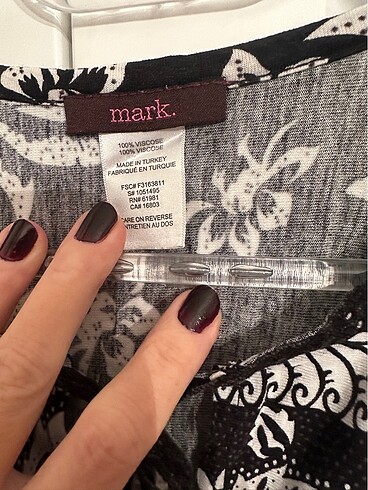 mark.
100% VISCOSE
100% VISCOSE
MADE IN TURKEY
FABRIQUÉ EN TURQUIE
FSC# F3163811
S# 1051495
RN# 61981
CA# 16803
CARE ON REVERSE
ENTRETIEN AU DOS